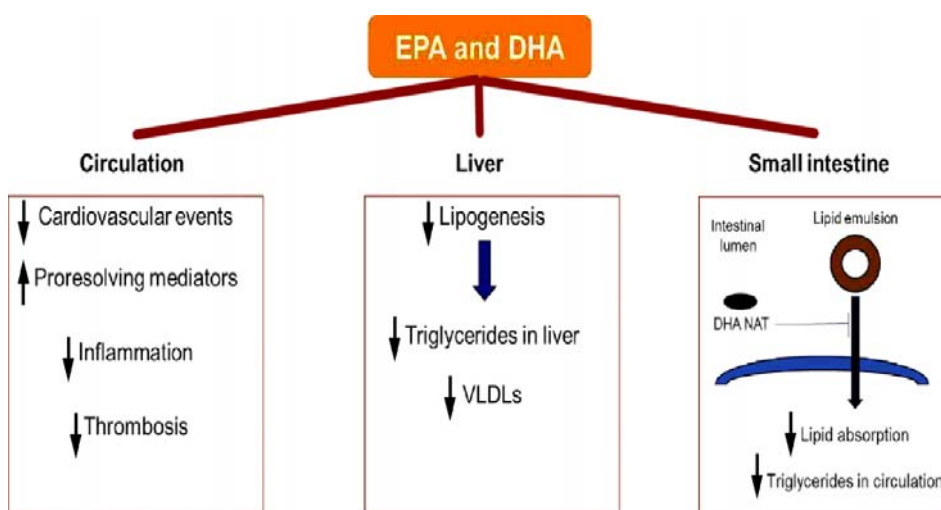 EPA and DHA
Circulation
Cardiovascular events
Proresolving mediators
Inflammation
Thrombosis
Liver
Lipogenesis
Triglycerides in liver
VLDLs
Small intestine
Lipid emulsion
Intestinal
lumen
DHA NAT
Lipid absorption
Triglycerides in circulation